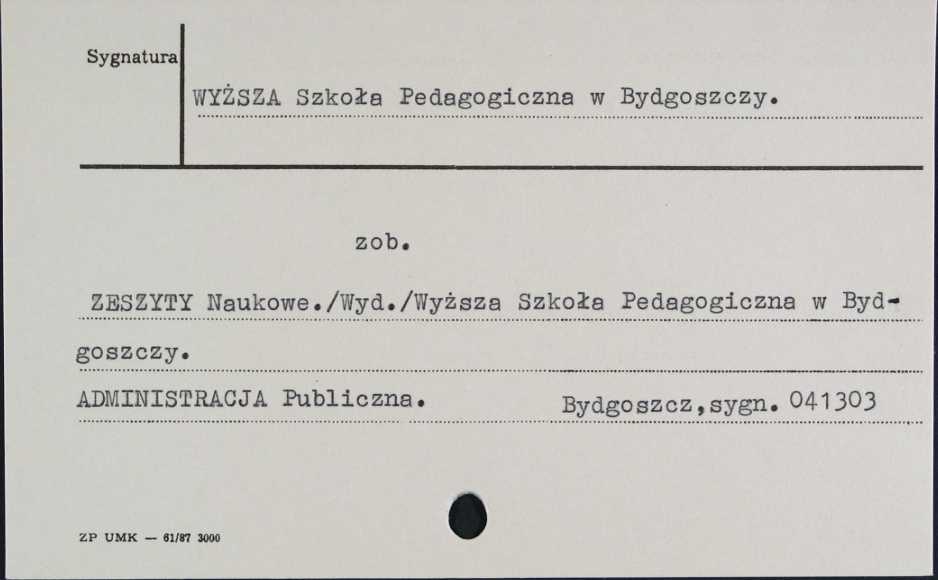 Sygnatura
WYŻSZA Szkoła Pedagogiczna w Bydgoszczy.
zob.
ZESZYTY Naukowe./Wyd./Wyższa Szkoła Pedagogiczna w Byd-
goszczy.
ADMINISTRACJA Publiczna. Bydgoszcz,sygn. 041303
ZP UMK — 61/87 3000